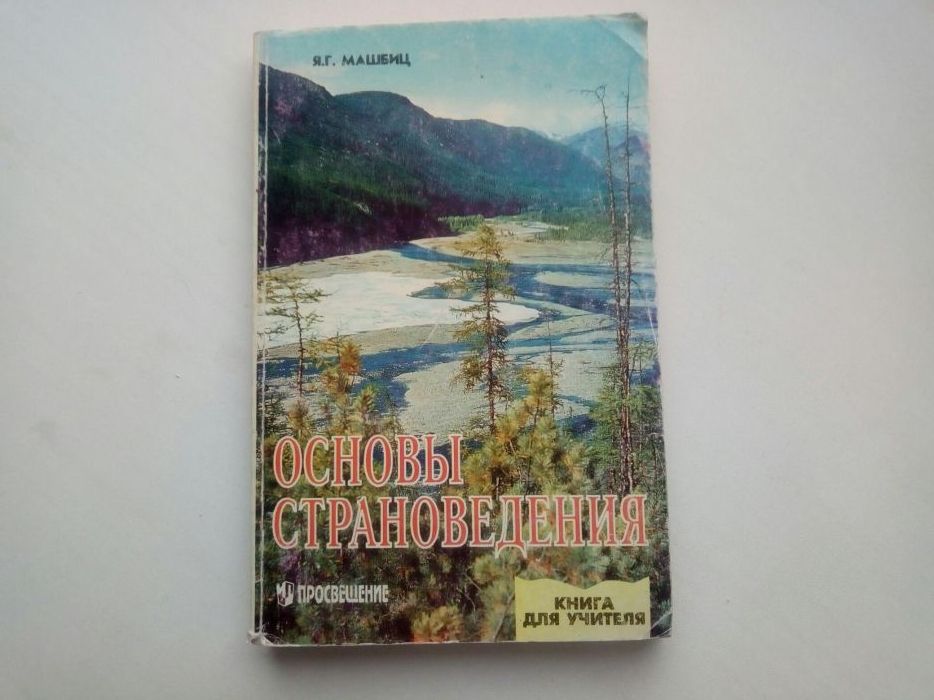 Я.Г. МАШБИЦ
ОСНОВЫ
СТРАНОВЕДЕНИЯ
ПРОСВЕЩЕНИЕ
КНИГА
ДЛЯ УЧИТЕЛЯ